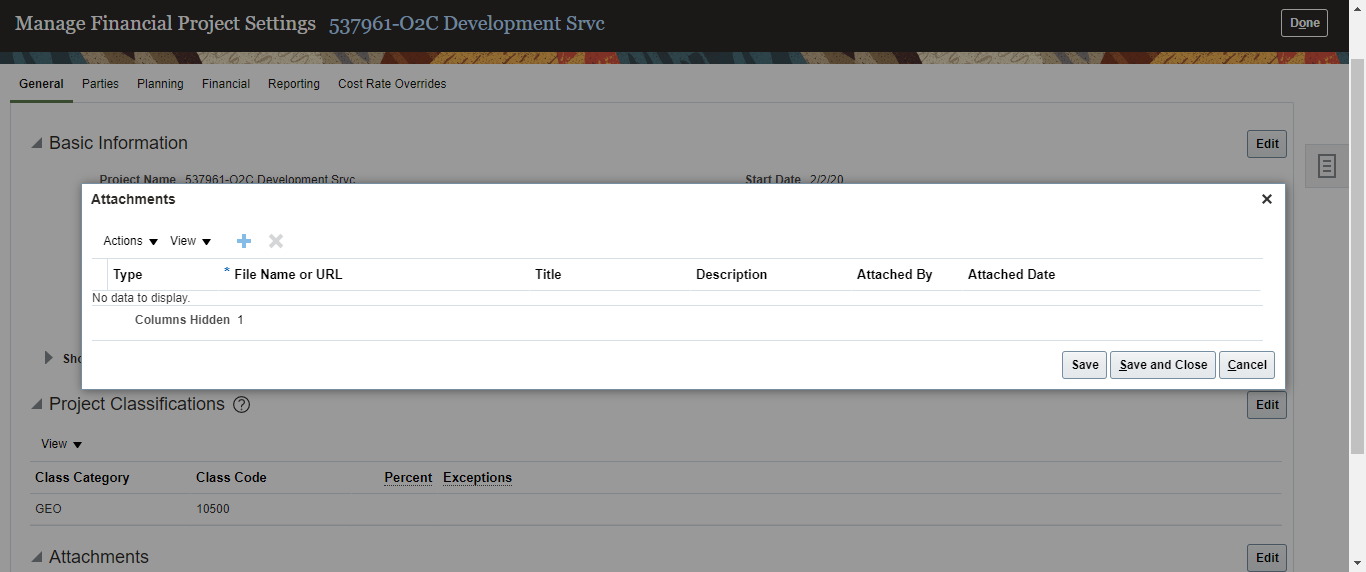 Manage Financial Project Settings 537961-O2C Development Srvc
Done
General Parties Planning Financial Reporting Cost Rate Overrides
Basic Information
Edit
Project Name 537961-O2C Development Srvc
Start Date 2/2/20
Attachments
Actions View
Type * File Name or URL Title Description Attached By Attached Date
No data to display.
Columns Hidden 1
Save Save and Close Cancel
Project Classifications
Edit
View
Class Category Class Code Percent Exceptions
GEO 10500
Attachments
Edit